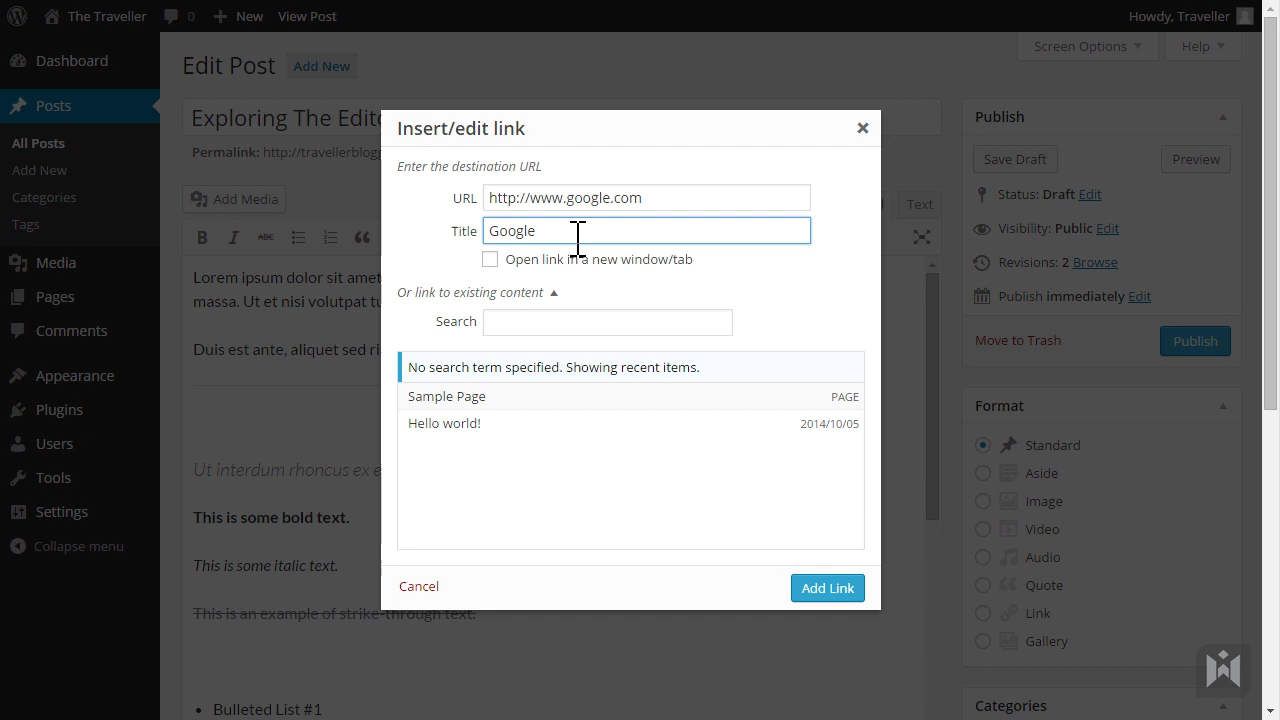 The Traveller 0 New View Post Howdy, Traveller
Screen Options Help
Dashboard
Posts
All Posts
Add New
Categories
Tags
Media
Pages
Comments
Appearance
Plugins
Users
Tools
Settings
Collapse menu
Edit Post Add New
Exploring The Edito
Permalink: http://travellerblogg
Add Media
Text
B I ABC
Lorem ipsum dolor sit amet
massa. Ut et nisi volutpat tu
Duis est ante, aliquet sed ri
Ut interdum rhoncus ex e
This is some bold text.
This is some italic text.
This is an example of strike-through text.
Bulleted List #1
Insert/edit link
Enter the destination URL
URL http://www.google.com
Title Google
Open link in a new window/tab
Or link to existing content
Search
No search term specified. Showing recent items.
Sample Page PAGE
Hello world! 2014/10/05
Cancel Add Link
Publish
Save Draft Preview
Status: Draft Edit
Visibility: Public Edit
Revisions: 2 Browse
Publish immediately Edit
Move to Trash Publish
Format
Standard
Aside
Image
Video
Audio
Quote
Link
Gallery
Categories